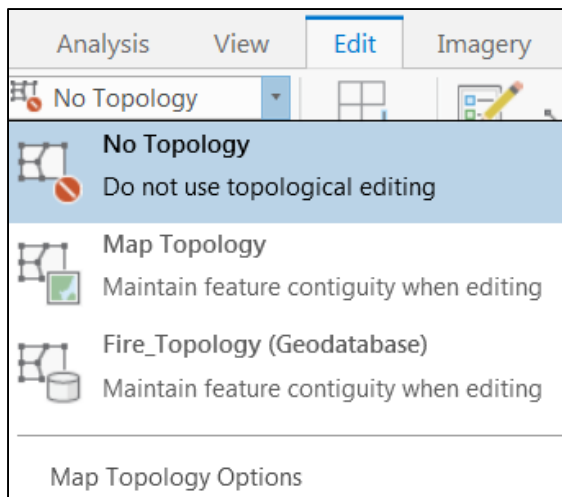 Analysis View Edit Imagery
No Topology
No Topology
Do not use topological editing
Map Topology
Maintain feature contiguity when editing
Fire_Topology (Geodatabase)
Maintain feature contiguity when editing
Map Topology Options